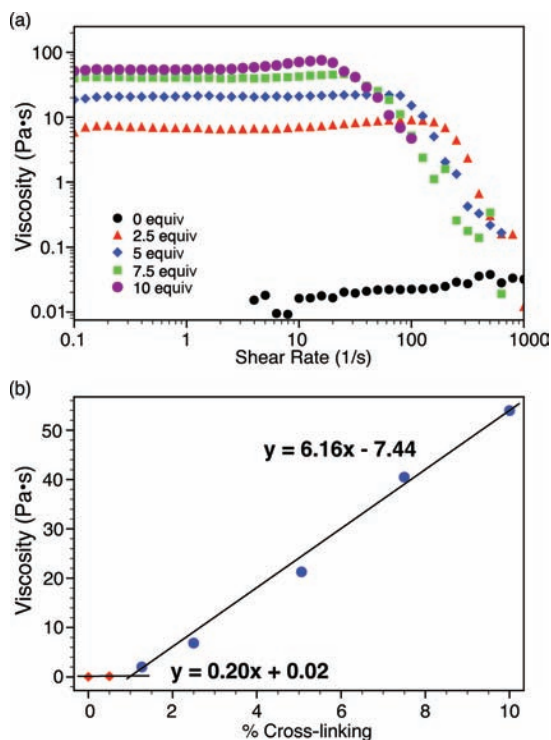 (a)
100
10
1
0.1
0.01
Viscosity (Pa•s)
0 equiv
2.5 equiv
5 equiv
7.5 equiv
10 equiv
0.1 1 10 100 1000
Shear Rate (1/s)
(b)
50
40
30
20
10
0
Viscosity (Pa•s)
y = 6.16x - 7.44
y = 0.20x + 0.02
0 2 4 6 8 10
% Cross-linking